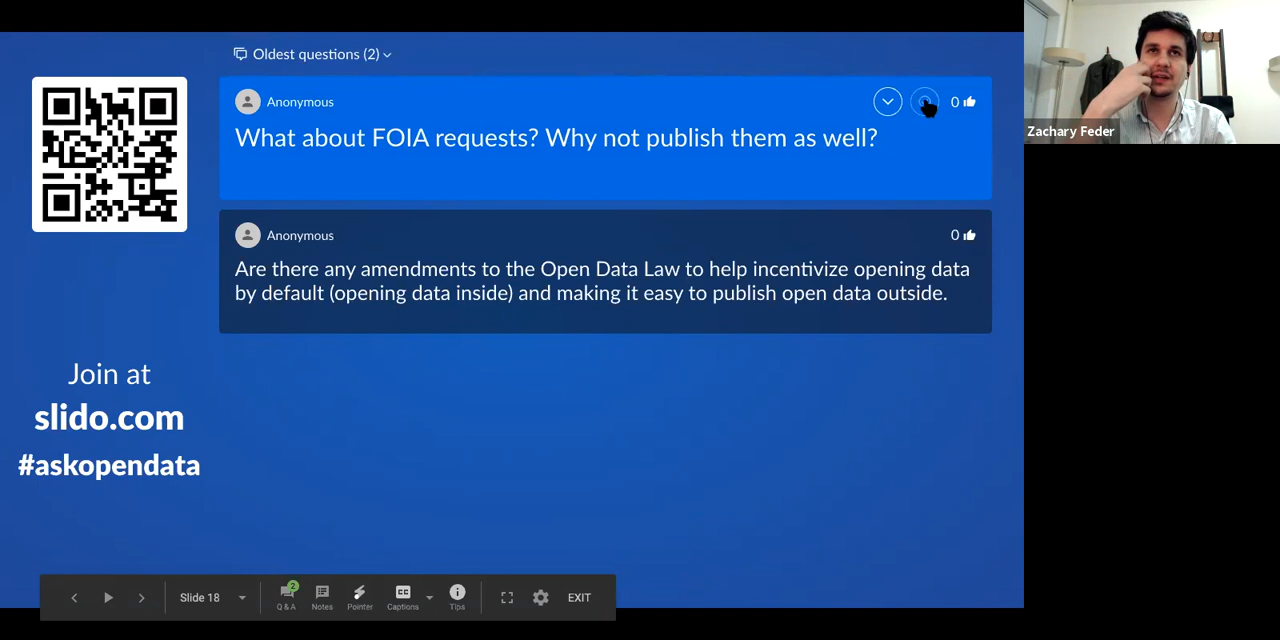 Oldest questions (2)
Anonymous
0
What about FOIA requests? Why not publish them as well?
Anonymous
0
Are there any amendments to the Open Data Law to help incentivize opening data
by default (opening data inside) and making it easy to publish open data outside.
Join at
slido.com
#askopendata
Slide 18
2
Q & A
Notes
Pointer
CC
Captions
Tips
EXIT
Zachary Feder